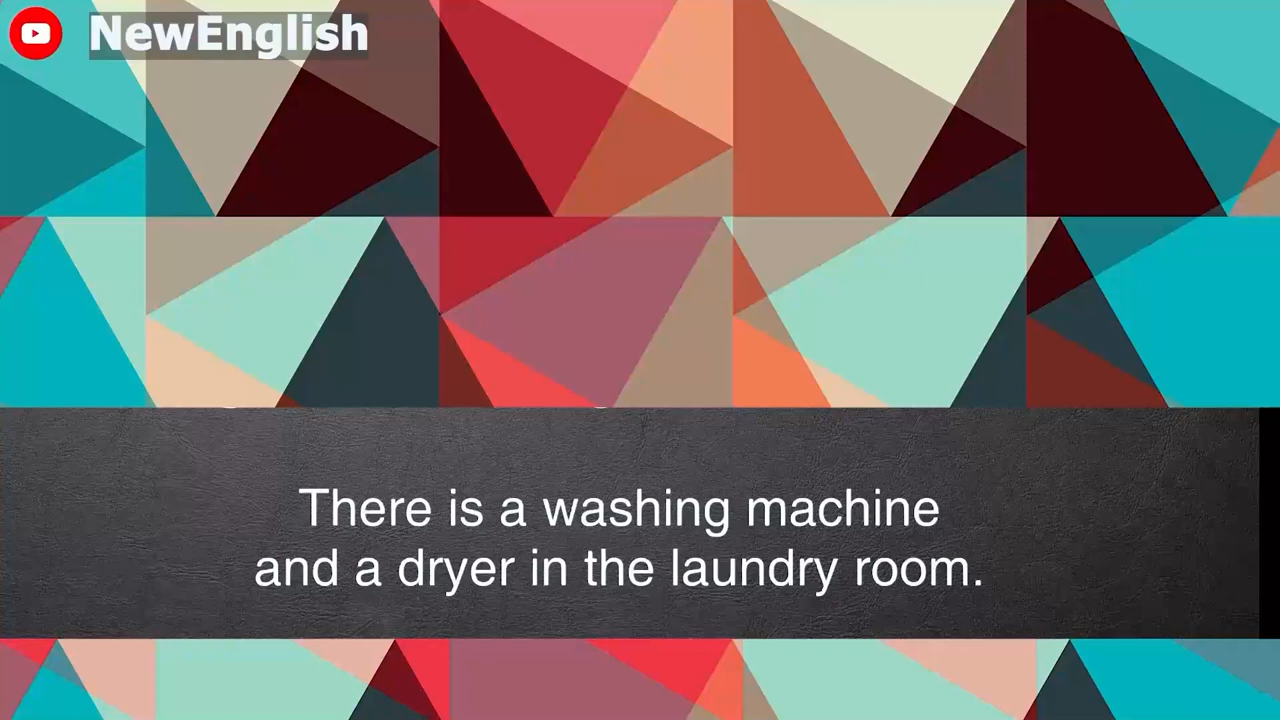 NewEnglish
There is a washing machine
and a dryer in the laundry room.